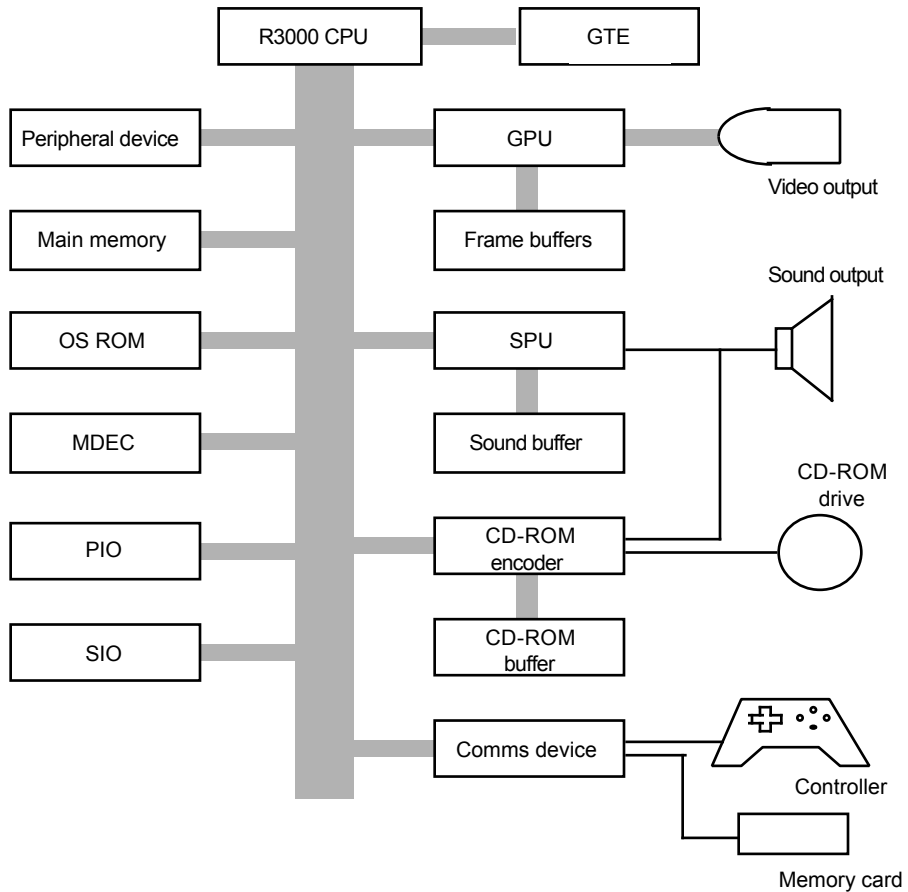 R3000 CPU
GTE
Peripheral device
GPU
Video output
Main memory
Frame buffers
Sound output
OS ROM
SPU
MDEC
Sound buffer
CD-ROM
drive
PIO
CD-ROM
encoder
SIO
CD-ROM
buffer
Comms device
Controller
Memory card